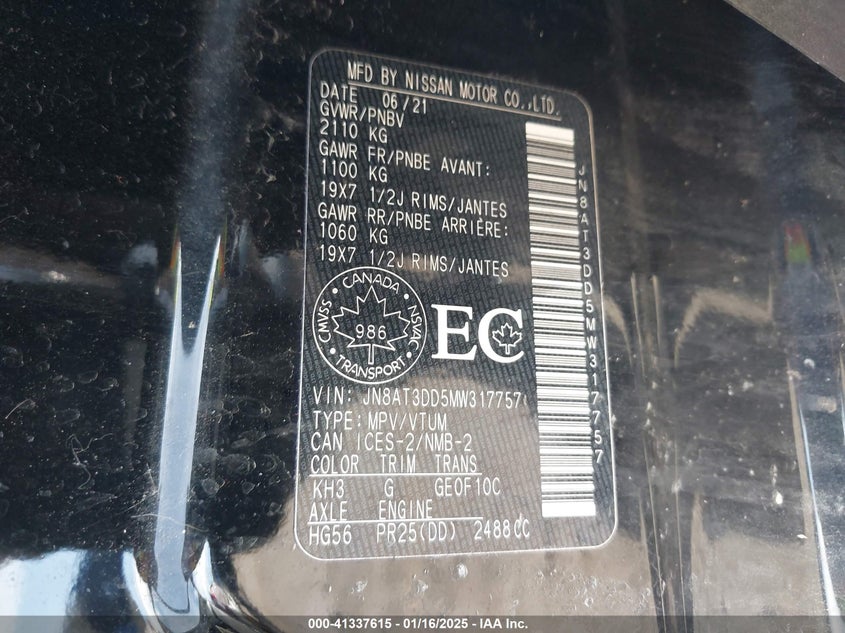 MFD BY NISSAN MOTOR CO.,LTD.
DATE 06/21
GVWR/PNBV
2110 KG
GAWR FR/PNBE AVANT:
1100 KG
19X7 1/2J RIMS/JANTES
GAWR RR/PNBE ARRIÈRE:
1060 KG
19X7 1/2J RIMS/JANTES
CANADA
CMVSS
NSVAC
986
TRANSPORT
EC
VIN: JN8AT3DD5MW317757
TYPE: MPV/VTUM
CAN ICES-2/NMB-2
COLOR TRIM TRANS
KH3 G GE0F10C
AXLE ENGINE
HG56 PR25(DD) 2488CC
JN8AT3DD5MW317757
000-41337615 - 01/16/2025 - IAA Inc.